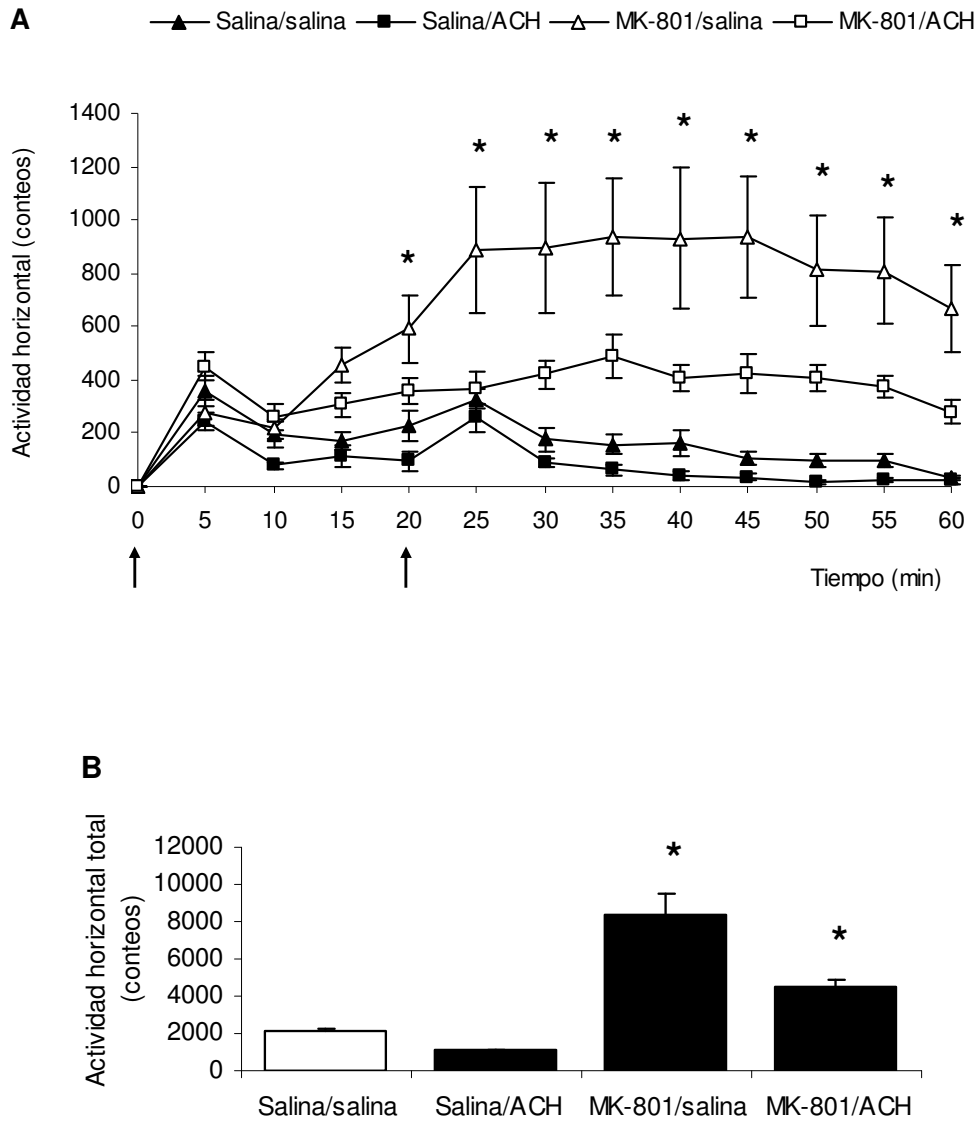 A
Salina/salina Salina/ACH MK-801/salina MK-801/ACH
Actividad horizontal (conteos)
1400
1200
1000
800
600
400
200
0
* * * * * * * * *
0 5 10 15 20 25 30 35 40 45 50 55 60
Tiempo (min)
B
Actividad horizontal total
(conteos)
12000
10000
8000
6000
4000
2000
0
* *
Salina/salina Salina/ACH MK-801/salina MK-801/ACH